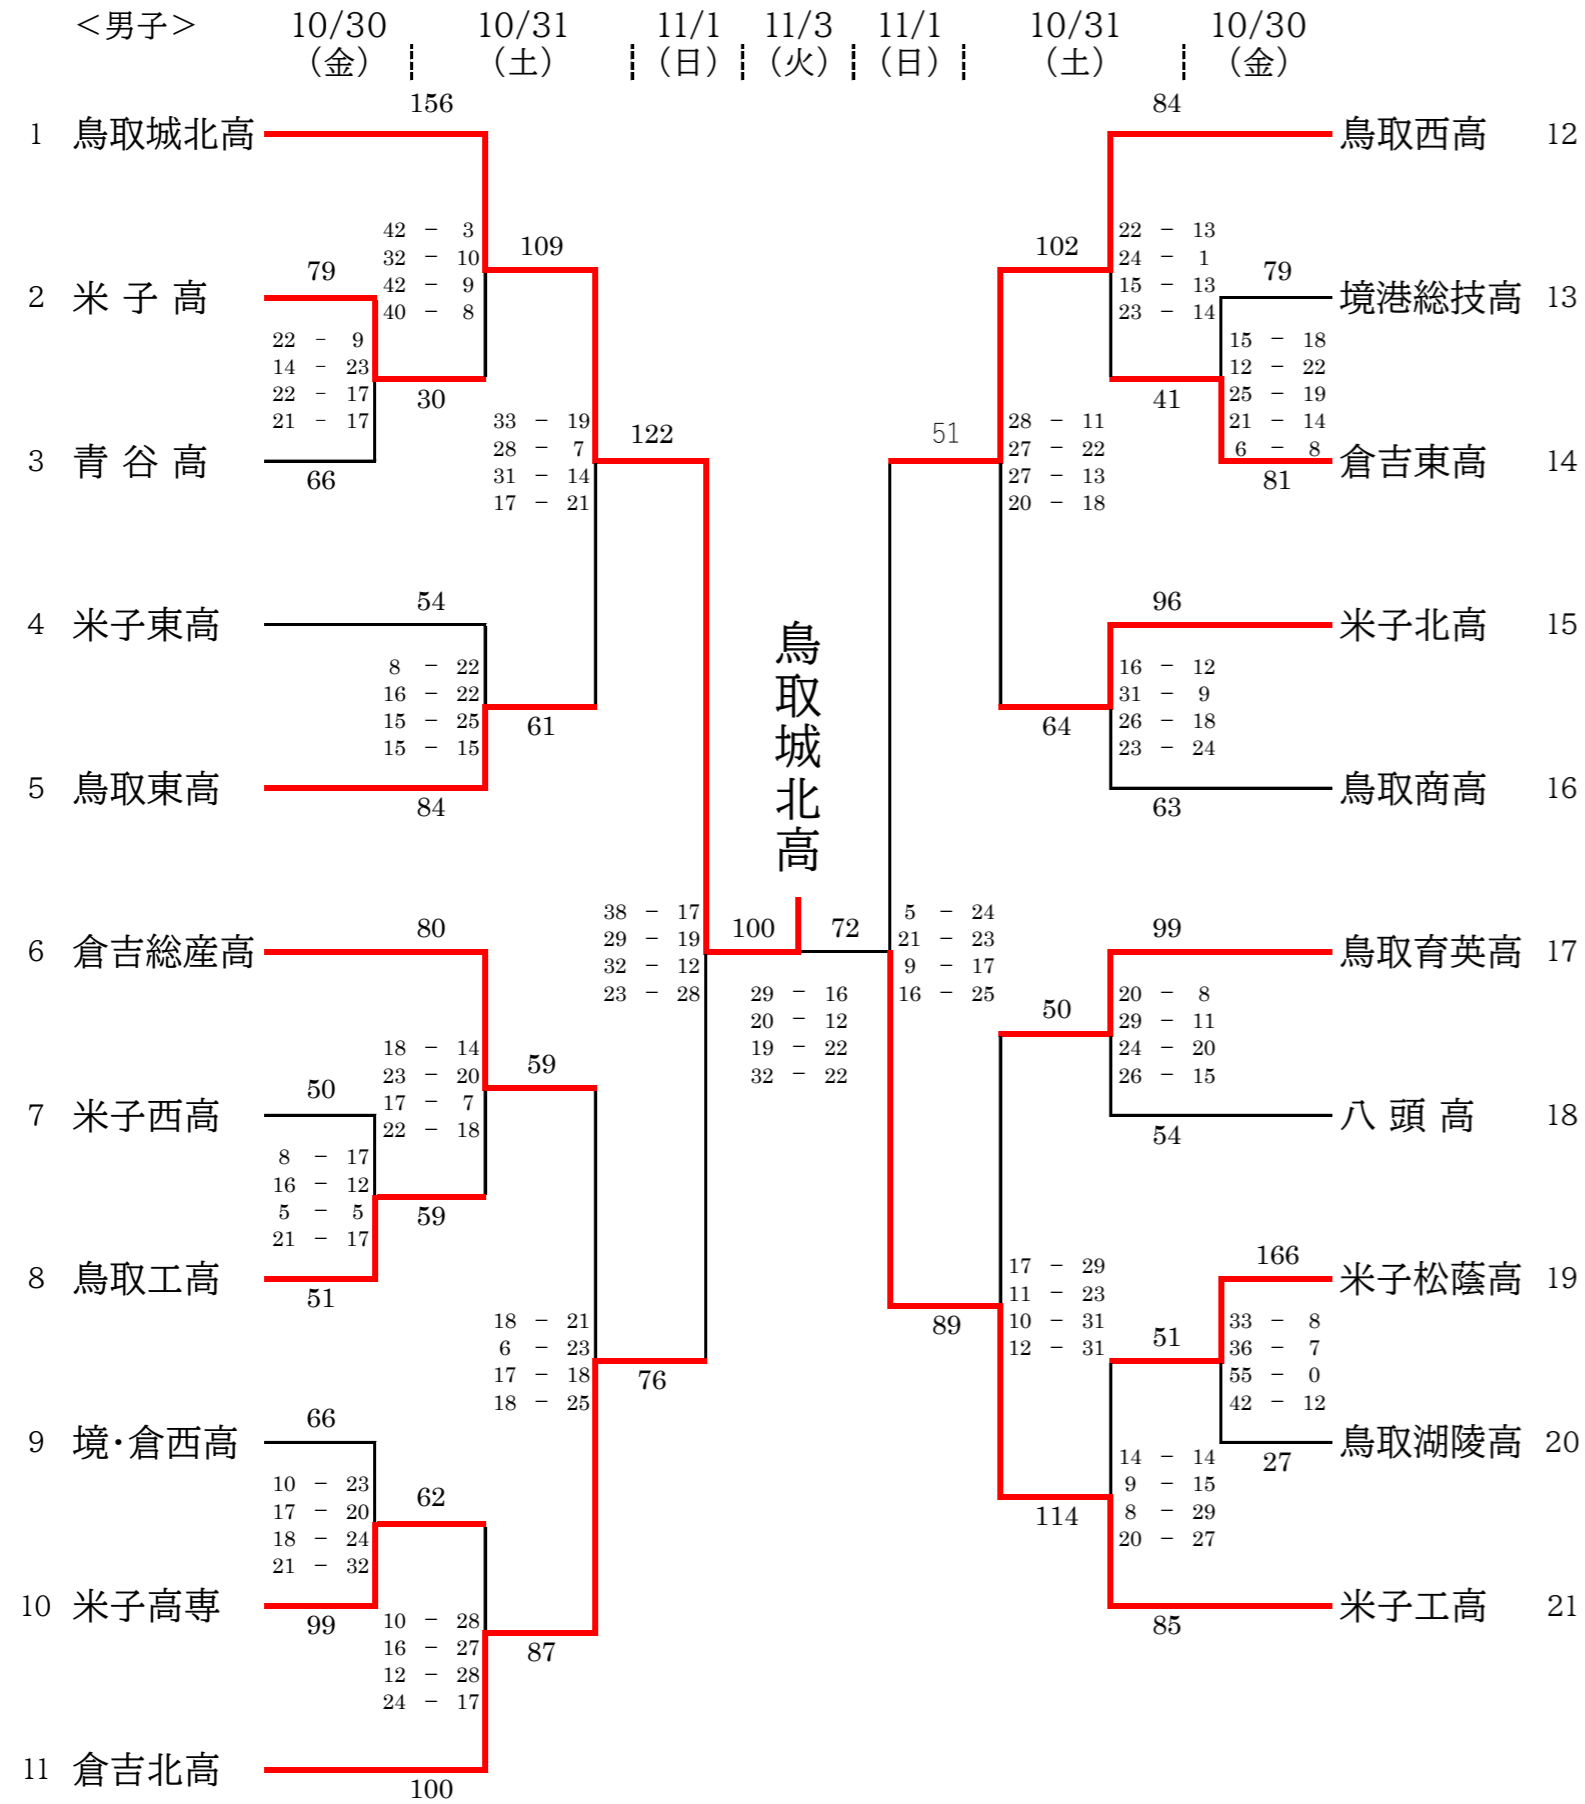 ＜男子＞ 10/30 10/31 11/1 11/3 11/1 10/31 10/30
（金） （土） （日） （火） （日） （土） （金）
156
1 鳥取城北高
42 − 3
32 − 10
42 − 9
40 − 8
109
79
2 米 子 高
22 − 9
14 − 23
22 − 17
21 − 17
30
3 青 谷 高
66
33 − 19
28 − 7
31 − 14
17 − 21
122
54
4 米子東高
8 − 22
16 − 22
15 − 25
15 − 15
61
5 鳥取東高
84
80
6 倉吉総産高
18 − 14
23 − 20
17 − 7
22 − 18
59
50
7 米子西高
8 − 17
16 − 12
5 − 5
21 − 17
59
8 鳥取工高
51
18 − 21
6 − 23
17 − 18
18 − 25
76
66
9 境・倉西高
10 − 23
17 − 20
18 − 24
21 − 32
62
10 米子高専
99
10 − 28
16 − 27
12 − 28
24 − 17
87
11 倉吉北高
100
38 − 17
29 − 19
32 − 12
23 − 28
鳥取城北高
100 72
29 − 16
20 − 12
19 − 22
32 − 22
5 − 24
21 − 23
9 − 17
16 − 25
84
鳥取西高 12
22 − 13
24 − 1
15 − 13
23 − 14
102
79
境港総技高 13
15 − 18
12 − 22
25 − 19
21 − 14
6 − 8
41
倉吉東高 14
81
51
28 − 11
27 − 22
27 − 13
20 − 18
96
米子北高 15
16 − 12
31 − 9
26 − 18
23 − 24
64
鳥取商高 16
63
99
鳥取育英高 17
20 − 8
29 − 11
24 − 20
26 − 15
50
八 頭 高 18
54
89
17 − 29
11 − 23
10 − 31
12 − 31
166
米子松蔭高 19
33 − 8
36 − 7
55 − 0
42 − 12
51
鳥取湖陵高 20
27
14 − 14
9 − 15
8 − 29
20 − 27
114
米子工高 21
85